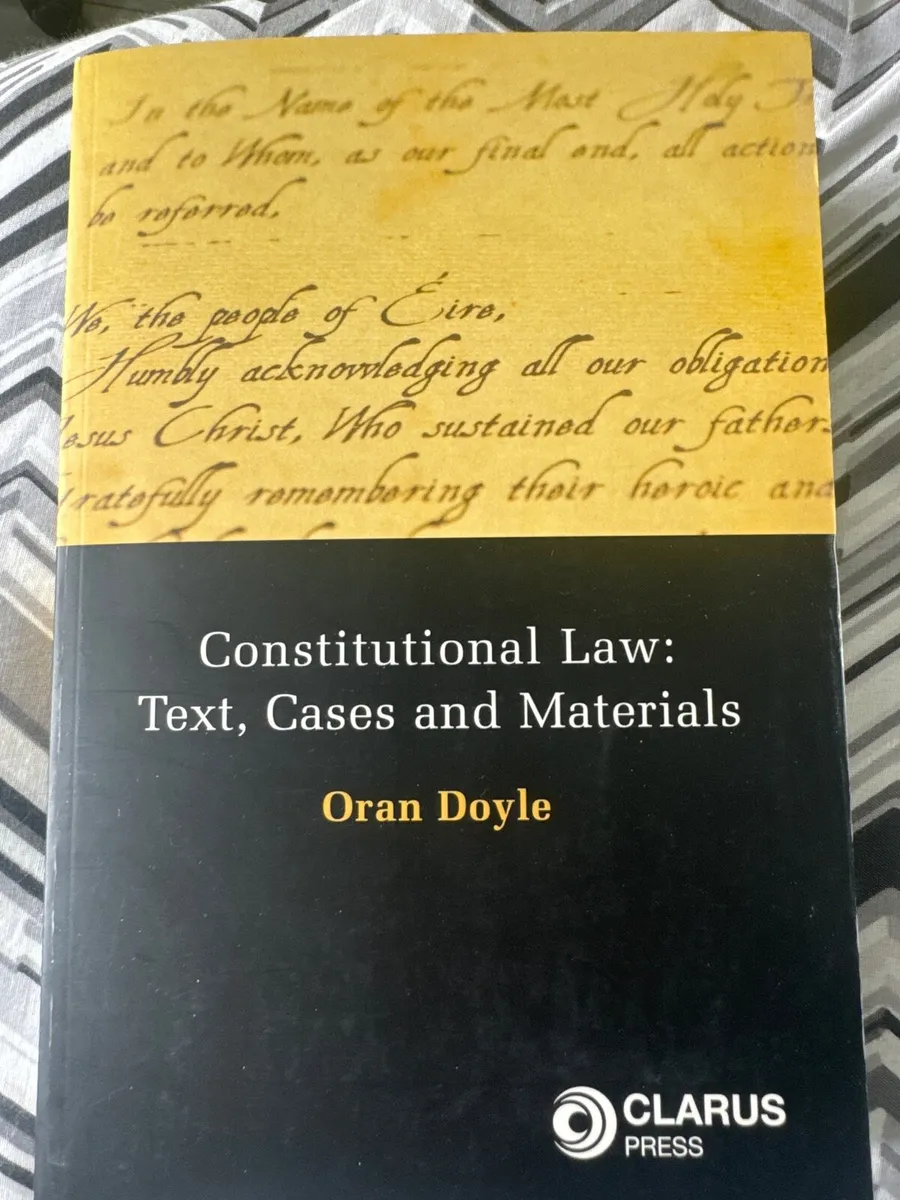 In the Name of the Most Holy
and to Whom, as our final end, all action
be referred,
We, the people of Éire,
Humbly acknowledging all our obligation
esus Christ, Who sustained our father
ratefully remembering their heroic and
Constitutional Law:
Text, Cases and Materials
Oran Doyle
CLARUS
PRESS